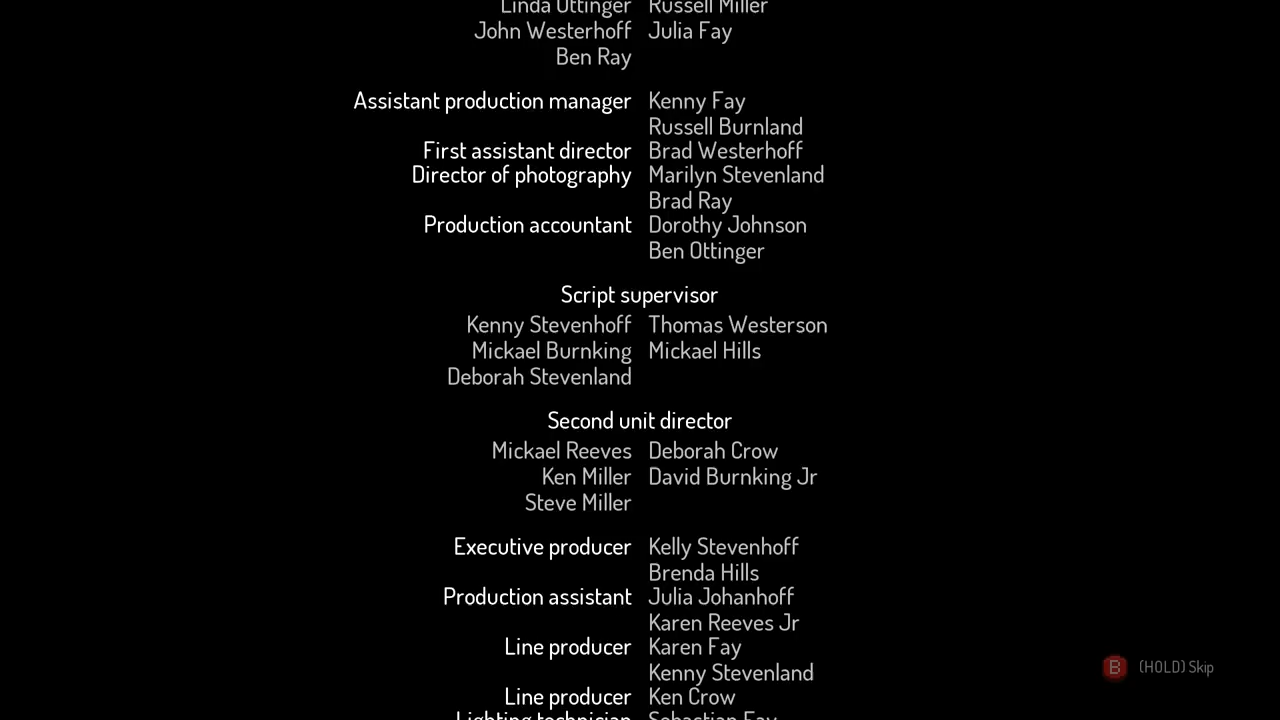 Linda Ottinger Russell Miller
John Westerhoff Julia Fay
Ben Ray
Assistant production manager Kenny Fay
Russell Burnland
First assistant director Brad Westerhoff
Director of photography Marilyn Stevenland
Brad Ray
Production accountant Dorothy Johnson
Ben Ottinger
Script supervisor
Kenny Stevenhoff Thomas Westerson
Mickael Burnking Mickael Hills
Deborah Stevenland
Second unit director
Mickael Reeves Deborah Crow
Ken Miller David Burnking Jr
Steve Miller
Executive producer Kelly Stevenhoff
Brenda Hills
Production assistant Julia Johanhoff
Karen Reeves Jr
Line producer Karen Fay
Kenny Stevenland
B (HOLD) Skip
Line producer Ken Crow
Lighting technician Sebastian Fay